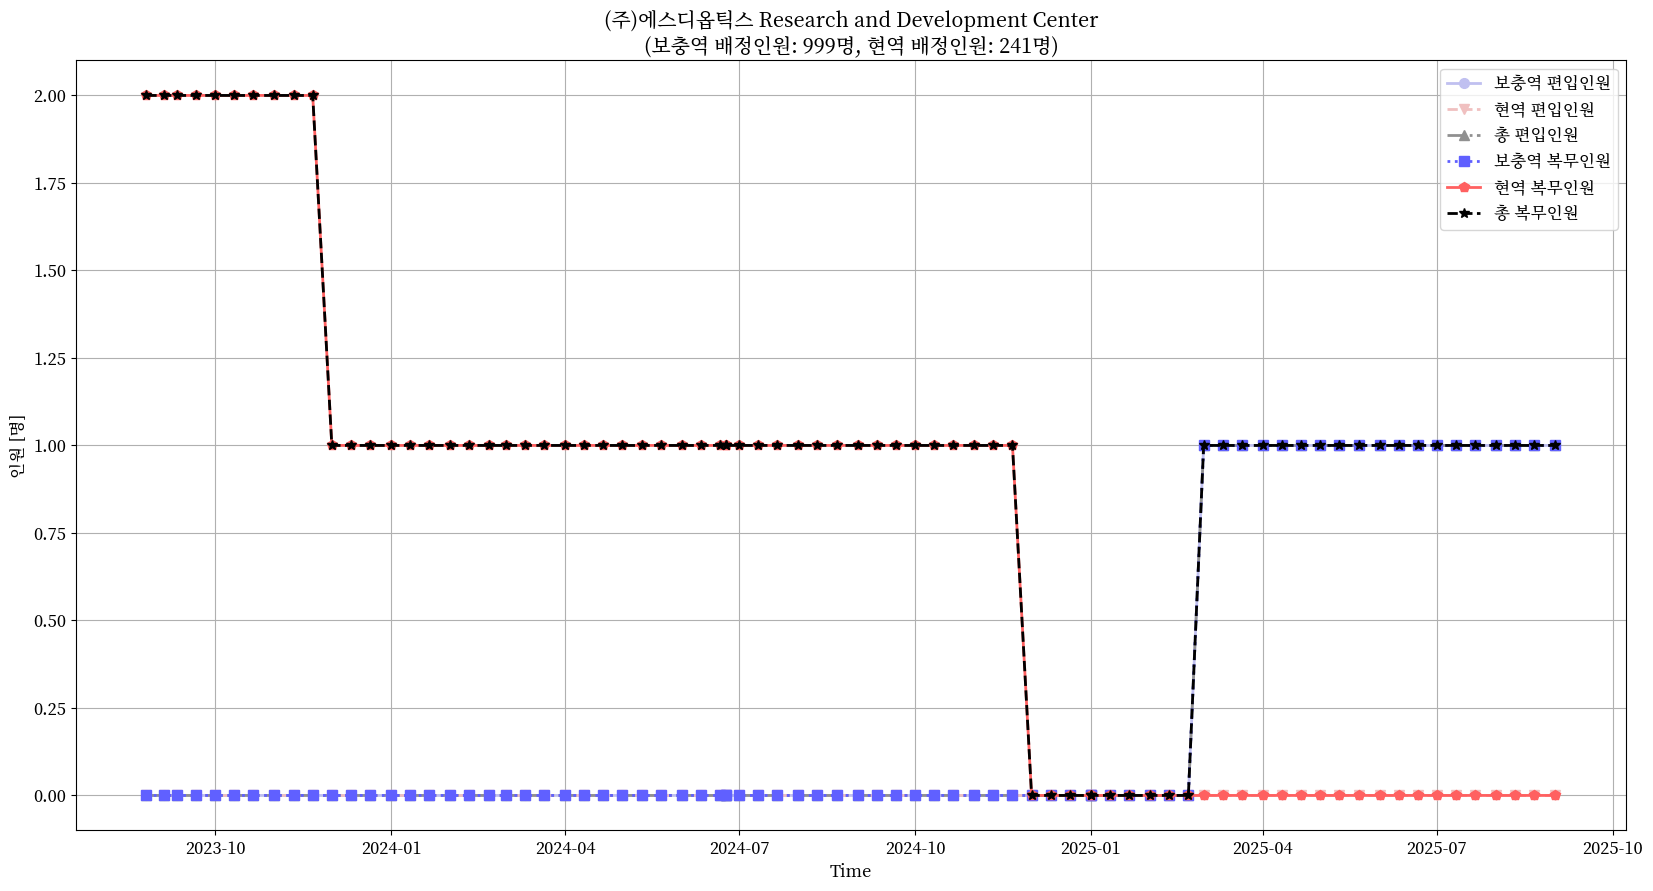 (주)에스디옵틱스 Research and Development Center
(보충역 배정인원: 999명, 현역 배정인원: 241명)
보충역 편입인원
현역 편입인원
총 편입인원
보충역 복무인원
현역 복무인원
총 복무인원
인원 [명]
2.00
1.75
1.50
1.25
1.00
0.75
0.50
0.25
0.00
2023-10 2024-01 2024-04 2024-07 2024-10 2025-01 2025-04 2025-07 2025-10
Time